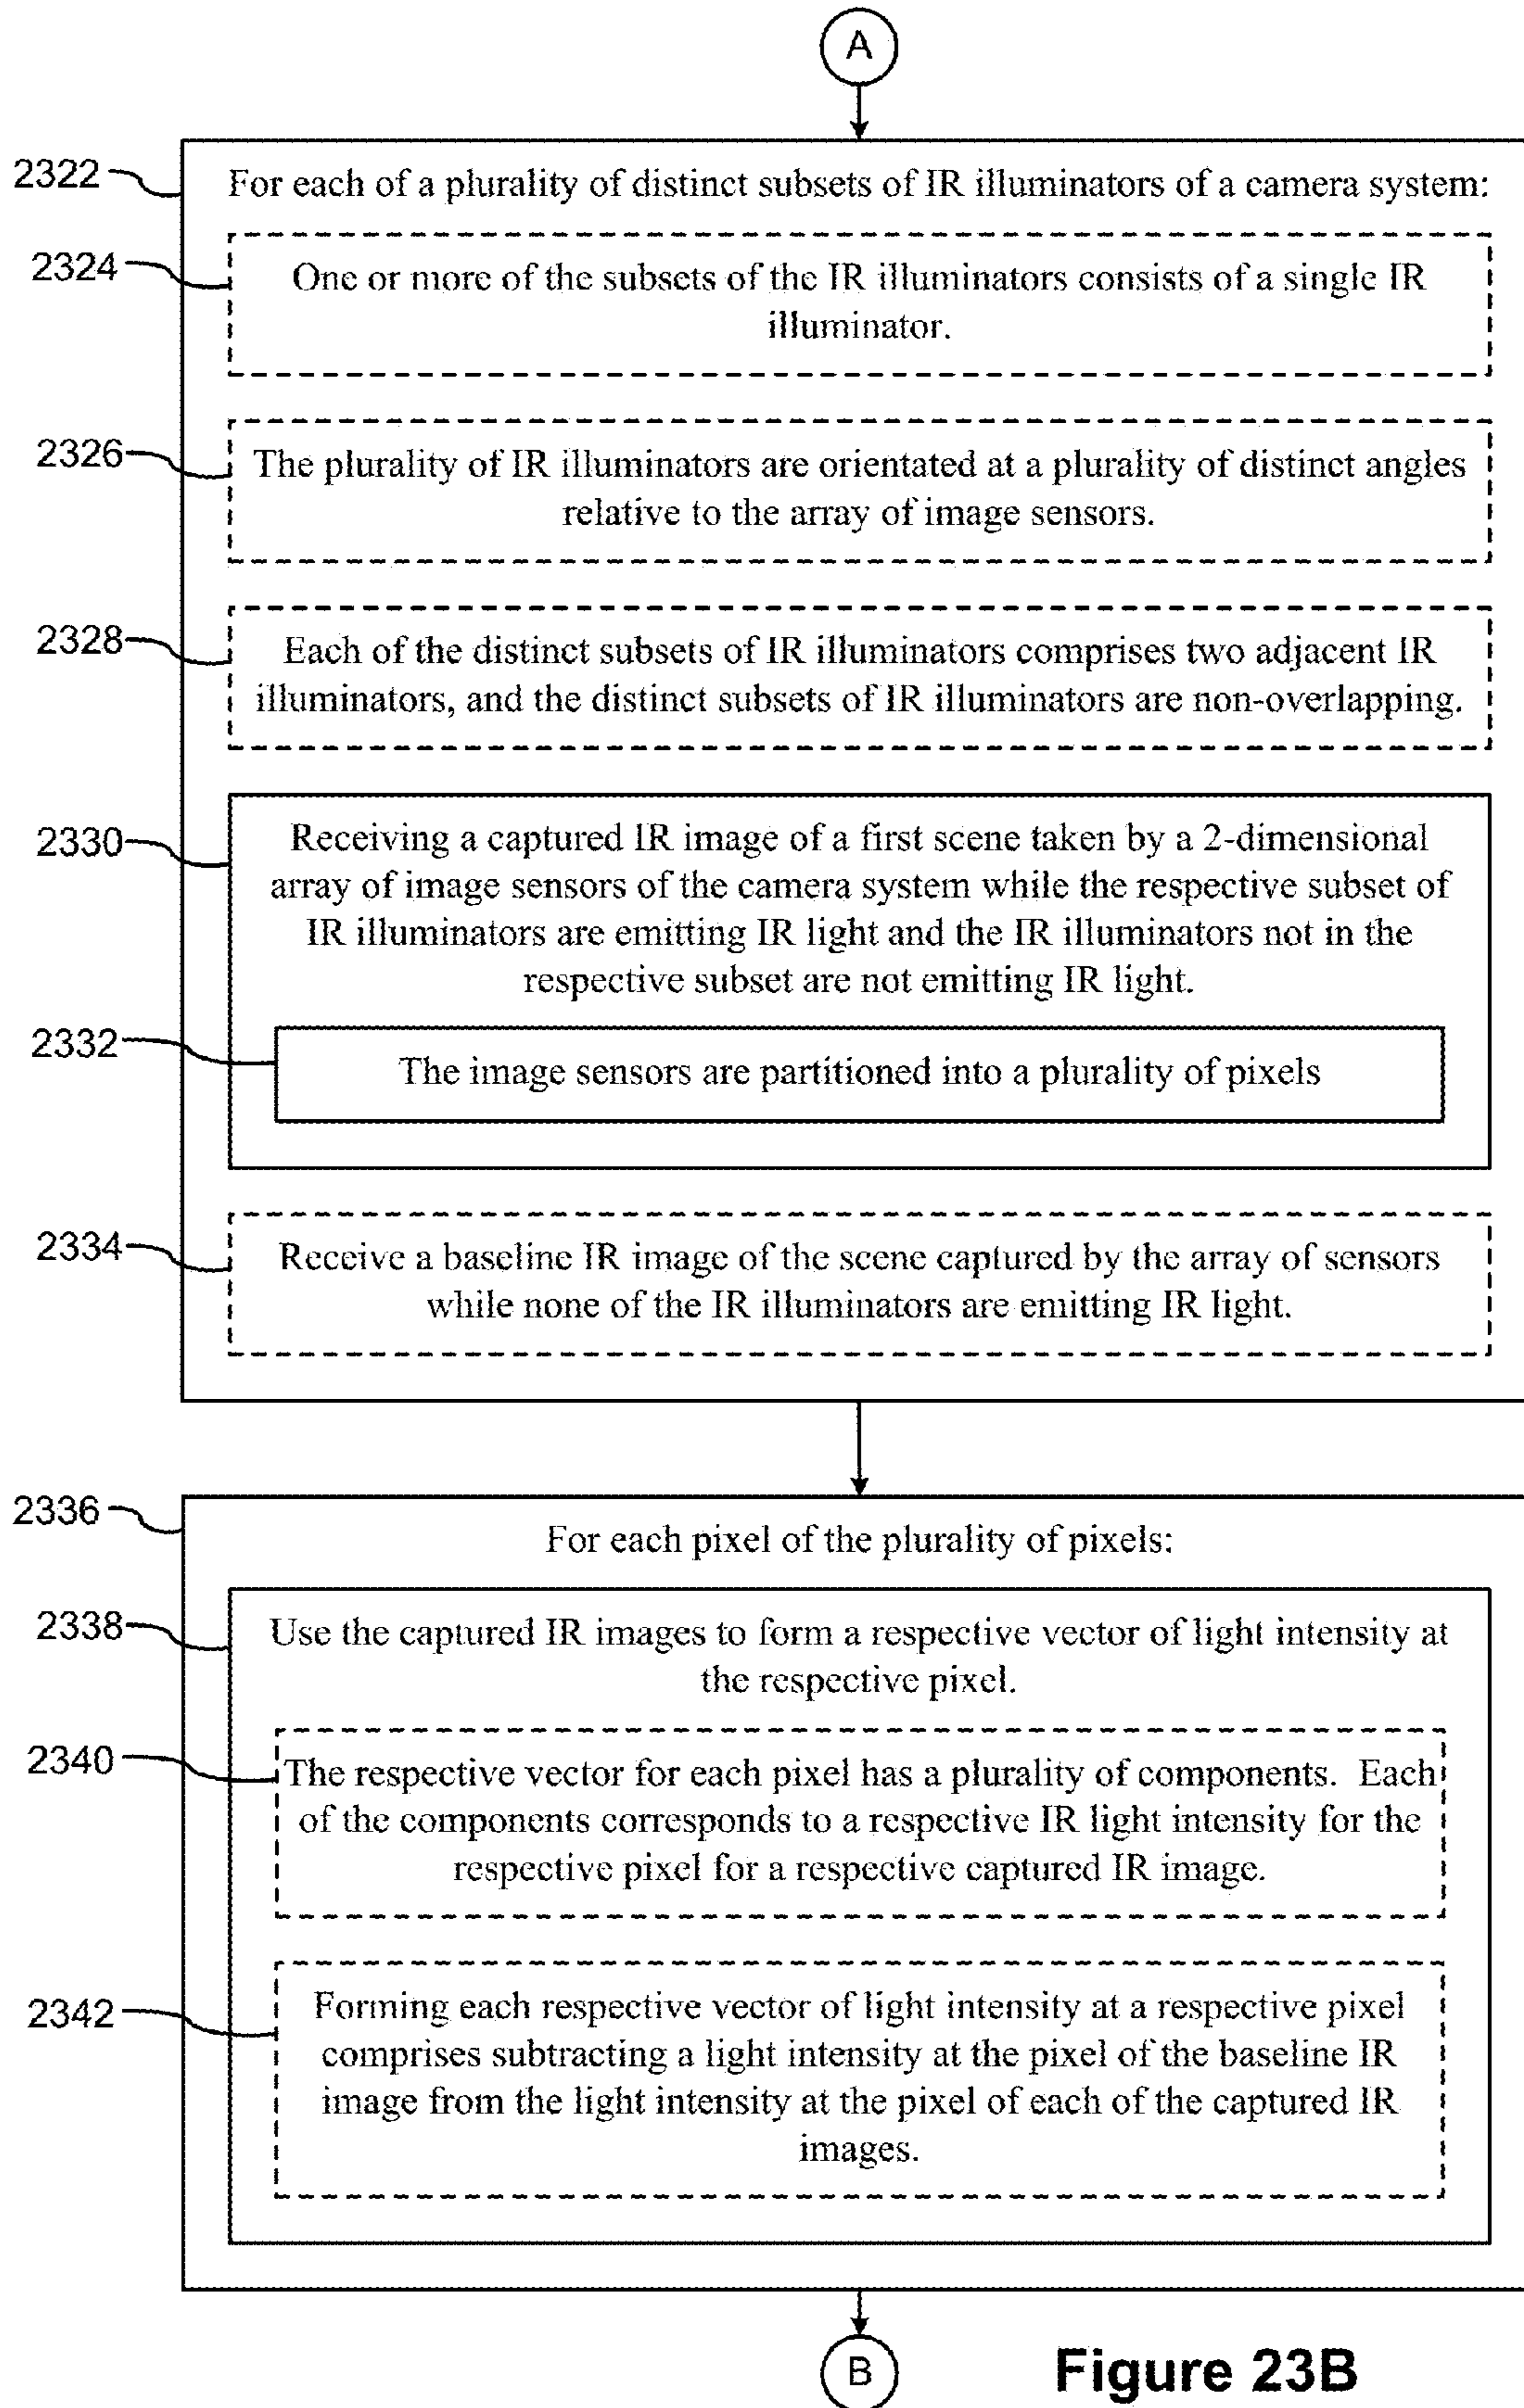 A
2322
For each of a plurality of distinct subsets of IR illuminators of a camera system:
2324
One or more of the subsets of the IR illuminators consists of a single IR
illuminator.
2326
The plurality of IR illuminators are orientated at a plurality of distinct angles
relative to the array of image sensors.
2328
Each of the distinct subsets of IR illuminators comprises two adjacent IR
illuminators, and the distinct subsets of IR illuminators are non-overlapping.
2330
Receiving a captured IR image of a first scene taken by a 2-dimensional
array of image sensors of the camera system while the respective subset of
IR illuminators are emitting IR light and the IR illuminators not in the
respective subset are not emitting IR light.
2332
The image sensors are partitioned into a plurality of pixels
2334
Receive a baseline IR image of the scene captured by the array of sensors
while none of the IR illuminators are emitting IR light.
2336
For each pixel of the plurality of pixels:
2338
Use the captured IR images to form a respective vector of light intensity at
the respective pixel.
2340
The respective vector for each pixel has a plurality of components. Each
of the components corresponds to a respective IR light intensity for the
respective pixel for a respective captured IR image.
2342
Forming each respective vector of light intensity at a respective pixel
comprises subtracting a light intensity at the pixel of the baseline IR
image from the light intensity at the pixel of each of the captured IR
images.
B
Figure 23B